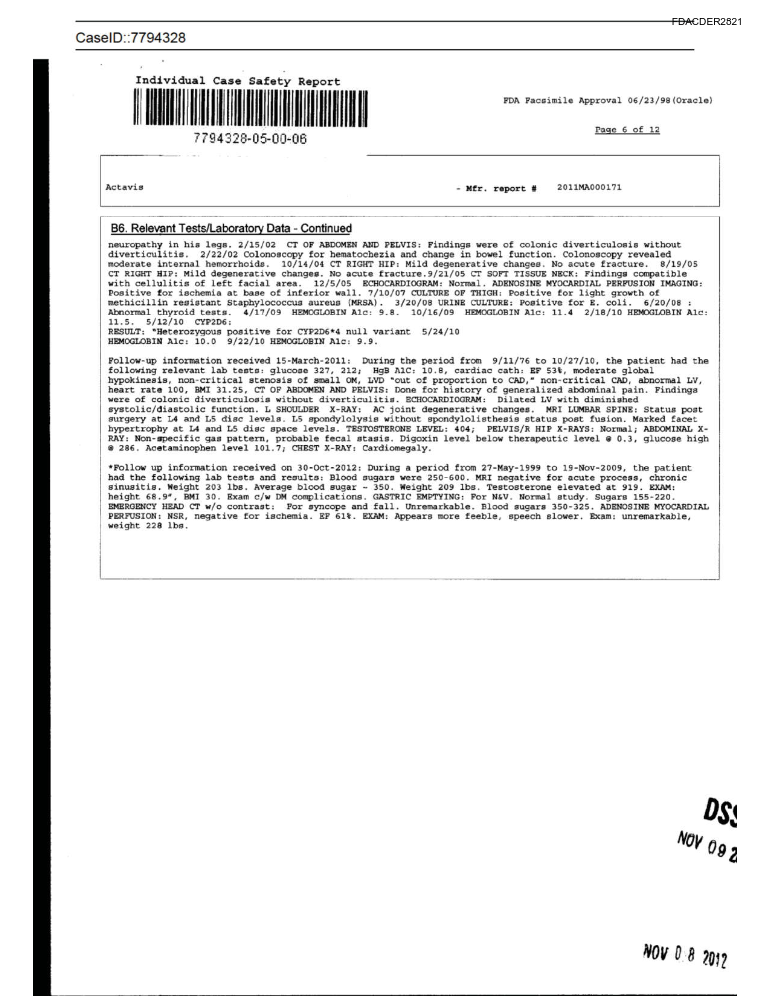 FDACDER2821
CaseID::7794328
Individual Case Safety Report
7794328-05-00-06
FDA Facsimile Approval 06/23/98(Oracle)
Page 6 of 12
Actavis
- Mfr. report # 2011MA000171
B6. Relevant Tests/Laboratory Data - Continued
neuropathy in his legs. 2/15/02 CT OF ABDOMEN AND PELVIS: Findings were of colonic diverticulosis without
diverticulitis. 2/22/02 Colonoscopy for hematochezia and change in bowel function. Colonoscopy revealed
moderate internal hemorrhoids. 10/14/04 CT RIGHT HIP: Mild degenerative changes. No acute fracture. 8/19/05
CT RIGHT HIP: Mild degenerative changes. No acute fracture.9/21/05 CT SOFT TISSUE NECK: Findings compatible
with cellulitis of left facial area. 12/5/05 ECHOCARDIOGRAM: Normal. ADENOSINE MYOCARDIAL PERFUSION IMAGING:
Positive for ischemia at base of inferior wall. 7/10/07 CULTURE OF THIGH: Positive for light growth of
methicillin resistant Staphylococcus aureus (MRSA). 3/20/08 URINE CULTURE: Positive for E. coli. 6/20/08 :
Abnormal thyroid tests. 4/17/09 HEMOGLOBIN A1c: 9.8. 10/16/09 HEMOGLOBIN A1c: 11.4 2/18/10 HEMOGLOBIN A1c:
11.5. 5/12/10 CYP2D6:
RESULT: *Heterozygous positive for CYP2D6*4 null variant 5/24/10
HEMOGLOBIN A1c: 10.0 9/22/10 HEMOGLOBIN A1c: 9.9.
Follow-up information received 15-March-2011: During the period from 9/11/76 to 10/27/10, the patient had the
following relevant lab tests: glucose 327, 212; HgB A1C: 10.8, cardiac cath: EF 53%, moderate global
hypokinesis, non-critical stenosis of small OM, LVD "out of proportion to CAD," non-critical CAD, abnormal LV,
heart rate 100, BMI 31.25, CT OF ABDOMEN AND PELVIS: Done for history of generalized abdominal pain. Findings
were of colonic diverticulosis without diverticulitis. ECHOCARDIOGRAM: Dilated LV with diminished
systolic/diastolic function. L SHOULDER X-RAY: AC joint degenerative changes. MRI LUMBAR SPINE: Status post
surgery at L4 and L5 disc levels. L5 spondylolysis without spondylolisthesis status post fusion. Marked facet
hypertrophy at L4 and L5 disc space levels. TESTOSTERONE LEVEL: 404; PELVIS/R HIP X-RAYS: Normal; ABDOMINAL X-
RAY: Non-specific gas pattern, probable fecal stasis. Digoxin level below therapeutic level @ 0.3, glucose high
@ 286. Acetaminophen level 101.7; CHEST X-RAY: Cardiomegaly.
*Follow up information received on 30-Oct-2012: During a period from 27-May-1999 to 19-Nov-2009, the patient
had the following lab tests and results: Blood sugars were 250-600. MRI negative for acute process, chronic
sinusitis. Weight 203 lbs. Average blood sugar ~ 350. Weight 209 lbs. Testosterone elevated at 919. EXAM:
height 68.9", BMI 30. Exam c/w DM complications. GASTRIC EMPTYING: For N&V. Normal study. Sugars 155-220.
EMERGENCY HEAD CT w/o contrast: For syncope and fall. Unremarkable. Blood sugars 350-325. ADENOSINE MYOCARDIAL
PERFUSION: NSR, negative for ischemia. EF 61%. EXAM: Appears more feeble, speech slower. Exam: unremarkable,
weight 228 lbs.
DSS
NOV 09 2
NOV 08 2012